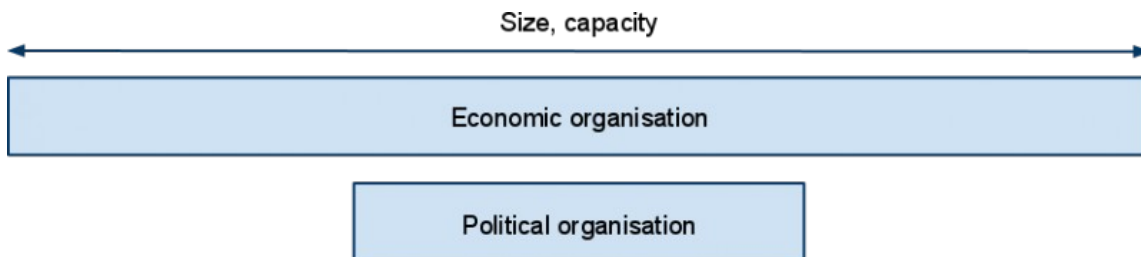 Size, capacity
Economic organisation
Political organisation